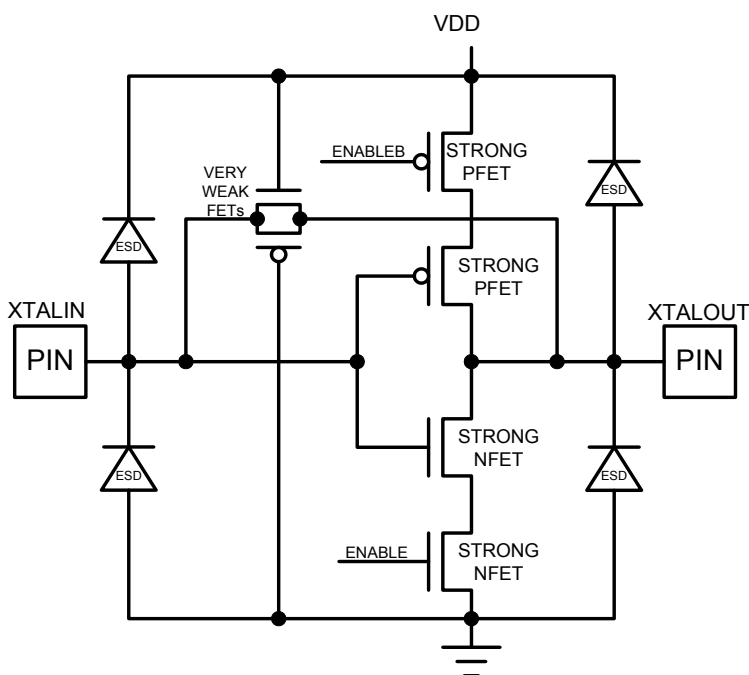 VDD
ENABLEB
STRONG
PFET
VERY
WEAK
FETs
ESD
ESD
STRONG
PFET
XTALIN
PIN
XTALOUT
PIN
STRONG
NFET
ESD
ESD
ENABLE
STRONG
NFET